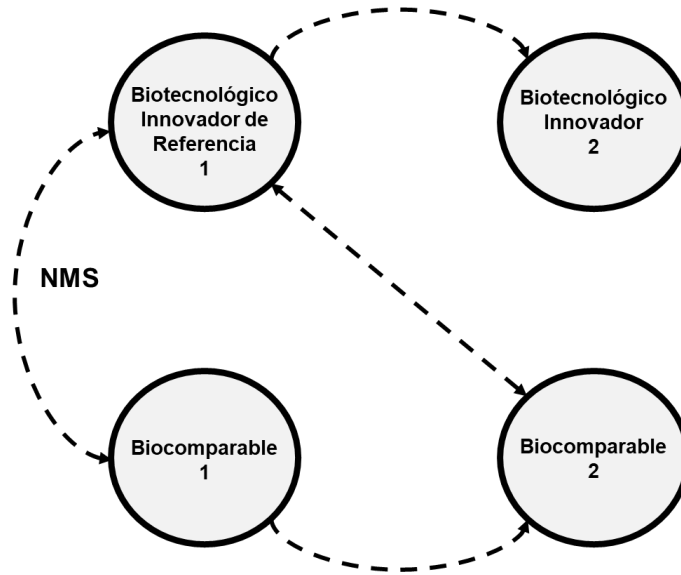 Biotecnológico
Innovador de
Referencia
1
Biotecnológico
Innovador
2
NMS
Biocomparable
1
Biocomparable
2